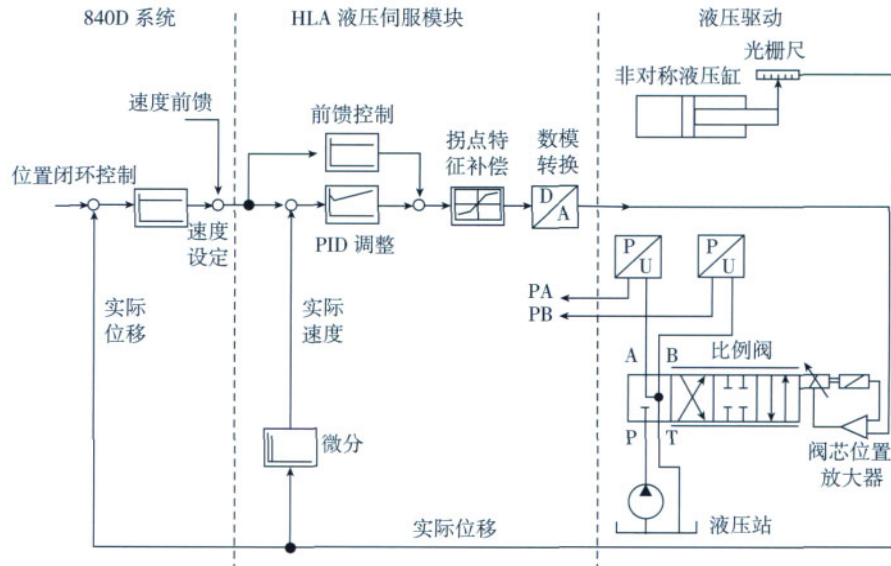 840D 系统
HLA 液压伺服模块
液压驱动
光栅尺
非对称液压缸
速度前馈
前馈控制
拐点特
征补偿
数模
转换
位置闭环控制
D
A
速度
设定
PID 调整
P
U
P
U
PA
PB
实际
位移
实际
速度
A
B
比例阀
P
T
微分
阀芯位置
放大器
液压站
实际位移